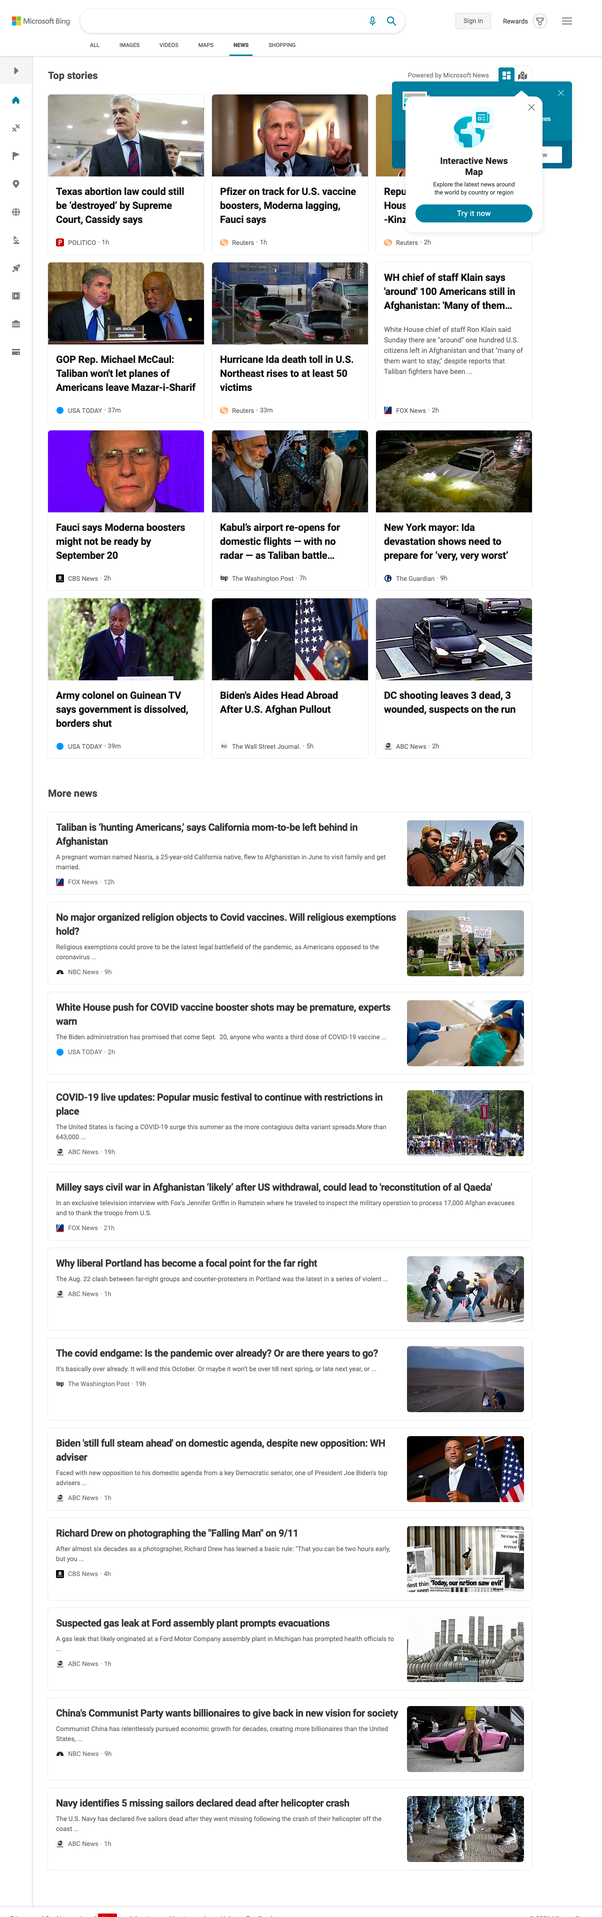 Microsoft Bing
Sign in
Rewards
ALL
IMAGES
VIDEOS
MAPS
NEWS
SHOPPING
Top stories
Powered by Microsoft News
Interactive News
Map
Explore the latest news around
the world by country or region
Try it now
Texas abortion law could still
be 'destroyed' by Supreme
Court, Cassidy says
POLITICO · 1h
Pfizer on track for U.S. vaccine
boosters, Moderna lagging,
Fauci says
Reuters · 1h
Reuters · 2h
MR. McCAUL
GOP Rep. Michael McCaul:
Taliban won't let planes of
Americans leave Mazar-i-Sharif
USA TODAY · 37m
Hurricane Ida death toll in U.S.
Northeast rises to at least 50
victims
Reuters · 33m
WH chief of staff Klain says
'around' 100 Americans still in
Afghanistan: 'Many of them...
White House chief of staff Ron Klain said
Sunday there are "around" one hundred U.S.
citizens left in Afghanistan and that "many of
them want to stay," despite reports that
Taliban fighters have been ...
FOX News · 2h
Fauci says Moderna boosters
might not be ready by
September 20
CBS News · 2h
Kabul's airport re-opens for
domestic flights — with no
radar — as Taliban battle...
The Washington Post · 7h
New York mayor: Ida
devastation shows need to
prepare for 'very, very worst'
The Guardian · 9h
Army colonel on Guinean TV
says government is dissolved,
borders shut
USA TODAY · 39m
Biden's Aides Head Abroad
After U.S. Afghan Pullout
The Wall Street Journal. · 5h
DC shooting leaves 3 dead, 3
wounded, suspects on the run
ABC News · 2h
More news
Taliban is 'hunting Americans,' says California mom-to-be left behind in
Afghanistan
A pregnant woman named Nasria, a 25-year-old California native, flew to Afghanistan in June to visit family and get
married.
FOX News · 12h
No major organized religion objects to Covid vaccines. Will religious exemptions
hold?
Religious exemptions could prove to be the latest legal battlefield of the pandemic, as Americans opposed to the
coronavirus ...
NBC News · 9h
White House push for COVID vaccine booster shots may be premature, experts
warn
The Biden administration has promised that come Sept. 20, anyone who wants a third dose of COVID-19 vaccine ...
USA TODAY · 2h
COVID-19 live updates: Popular music festival to continue with restrictions in
place
The United States is facing a COVID-19 surge this summer as the more contagious delta variant spreads.More than
643,000 ...
ABC News · 19h
Milley says civil war in Afghanistan 'likely' after US withdrawal, could lead to 'reconstitution of al Qaeda'
In an exclusive television interview with Fox's Jennifer Griffin in Ramstein where he traveled to inspect the military operation to process 17,000 Afghan evacuees
and to thank the troops from U.S.
FOX News · 21h
Why liberal Portland has become a focal point for the far right
The Aug. 22 clash between far-right groups and counter-protesters in Portland was the latest in a series of violent ...
ABC News · 1h
The covid endgame: Is the pandemic over already? Or are there years to go?
It's basically over already. It will end this October. Or maybe it won't be over till next spring, or late next year, or ...
The Washington Post · 19h
Biden 'still full steam ahead' on domestic agenda, despite new opposition: WH
adviser
Faced with new opposition to his domestic agenda from a key Democratic senator, one of President Joe Biden's top
advisers ...
ABC News · 1h
Richard Drew on photographing the "Falling Man" on 9/11
After almost six decades as a photographer, Richard Drew has learned a basic rule: "That you can be two hours early,
but you ...
CBS News · 4h
Scenes
of
'Today, our nation saw evil'
Suspected gas leak at Ford assembly plant prompts evacuations
A gas leak that likely originated at a Ford Motor Company assembly plant in Michigan has prompted health officials to
...
ABC News · 1h
China's Communist Party wants billionaires to give back in new vision for society
Communist China has relentlessly pursued economic growth for decades, creating more billionaires than the United
States, ...
NBC News · 9h
Navy identifies 5 missing sailors declared dead after helicopter crash
The U.S. Navy has declared five sailors dead after they went missing following the crash of their helicopter off the
coast ...
ABC News · 1h